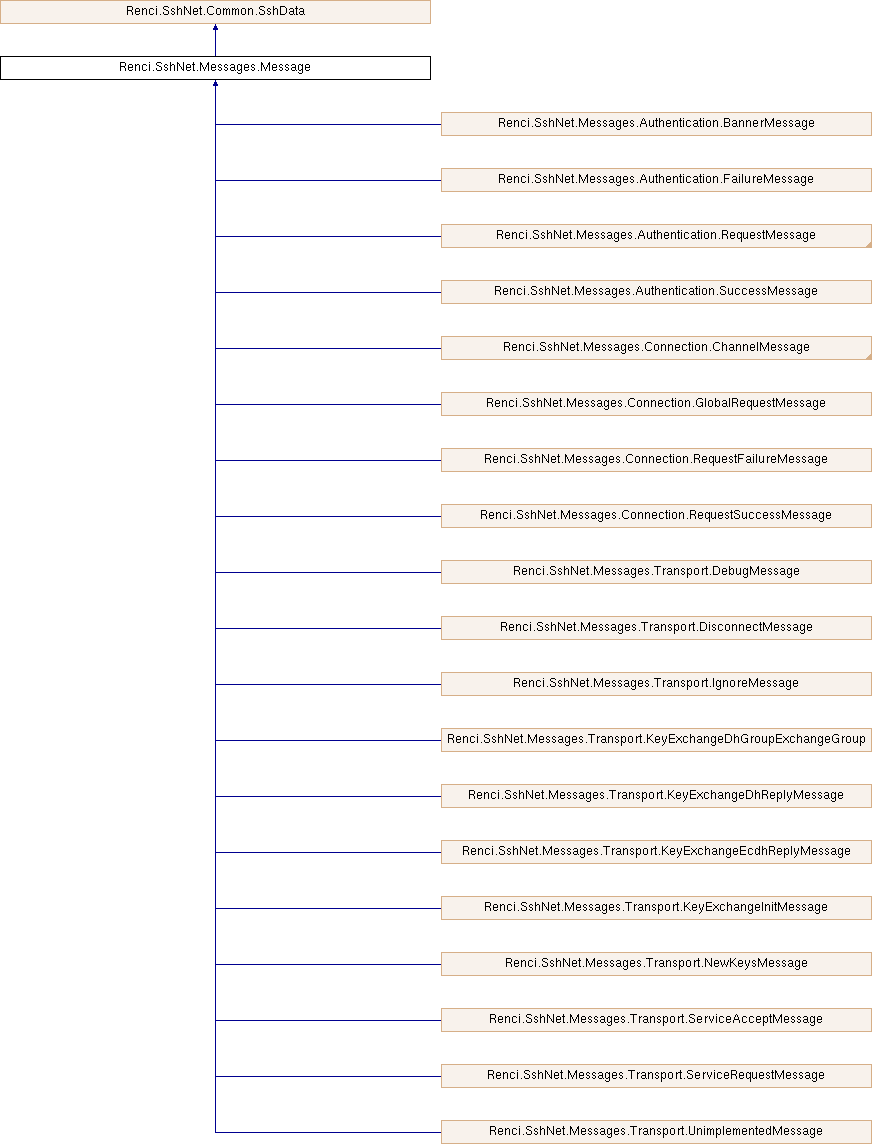 Renci.SshNet.Common.SshData
Renci.SshNet.Messages.Message
Renci.SshNet.Messages.Authentication.BannerMessage
Renci.SshNet.Messages.Authentication.FailureMessage
Renci.SshNet.Messages.Authentication.RequestMessage
Renci.SshNet.Messages.Authentication.SuccessMessage
Renci.SshNet.Messages.Connection.ChannelMessage
Renci.SshNet.Messages.Connection.GlobalRequestMessage
Renci.SshNet.Messages.Connection.RequestFailureMessage
Renci.SshNet.Messages.Connection.RequestSuccessMessage
Renci.SshNet.Messages.Transport.DebugMessage
Renci.SshNet.Messages.Transport.DisconnectMessage
Renci.SshNet.Messages.Transport.IgnoreMessage
Renci.SshNet.Messages.Transport.KeyExchangeDhGroupExchangeGroup
Renci.SshNet.Messages.Transport.KeyExchangeDhReplyMessage
Renci.SshNet.Messages.Transport.KeyExchangeEcdhReplyMessage
Renci.SshNet.Messages.Transport.KeyExchangeInitMessage
Renci.SshNet.Messages.Transport.NewKeysMessage
Renci.SshNet.Messages.Transport.ServiceAcceptMessage
Renci.SshNet.Messages.Transport.ServiceRequestMessage
Renci.SshNet.Messages.Transport.UnimplementedMessage